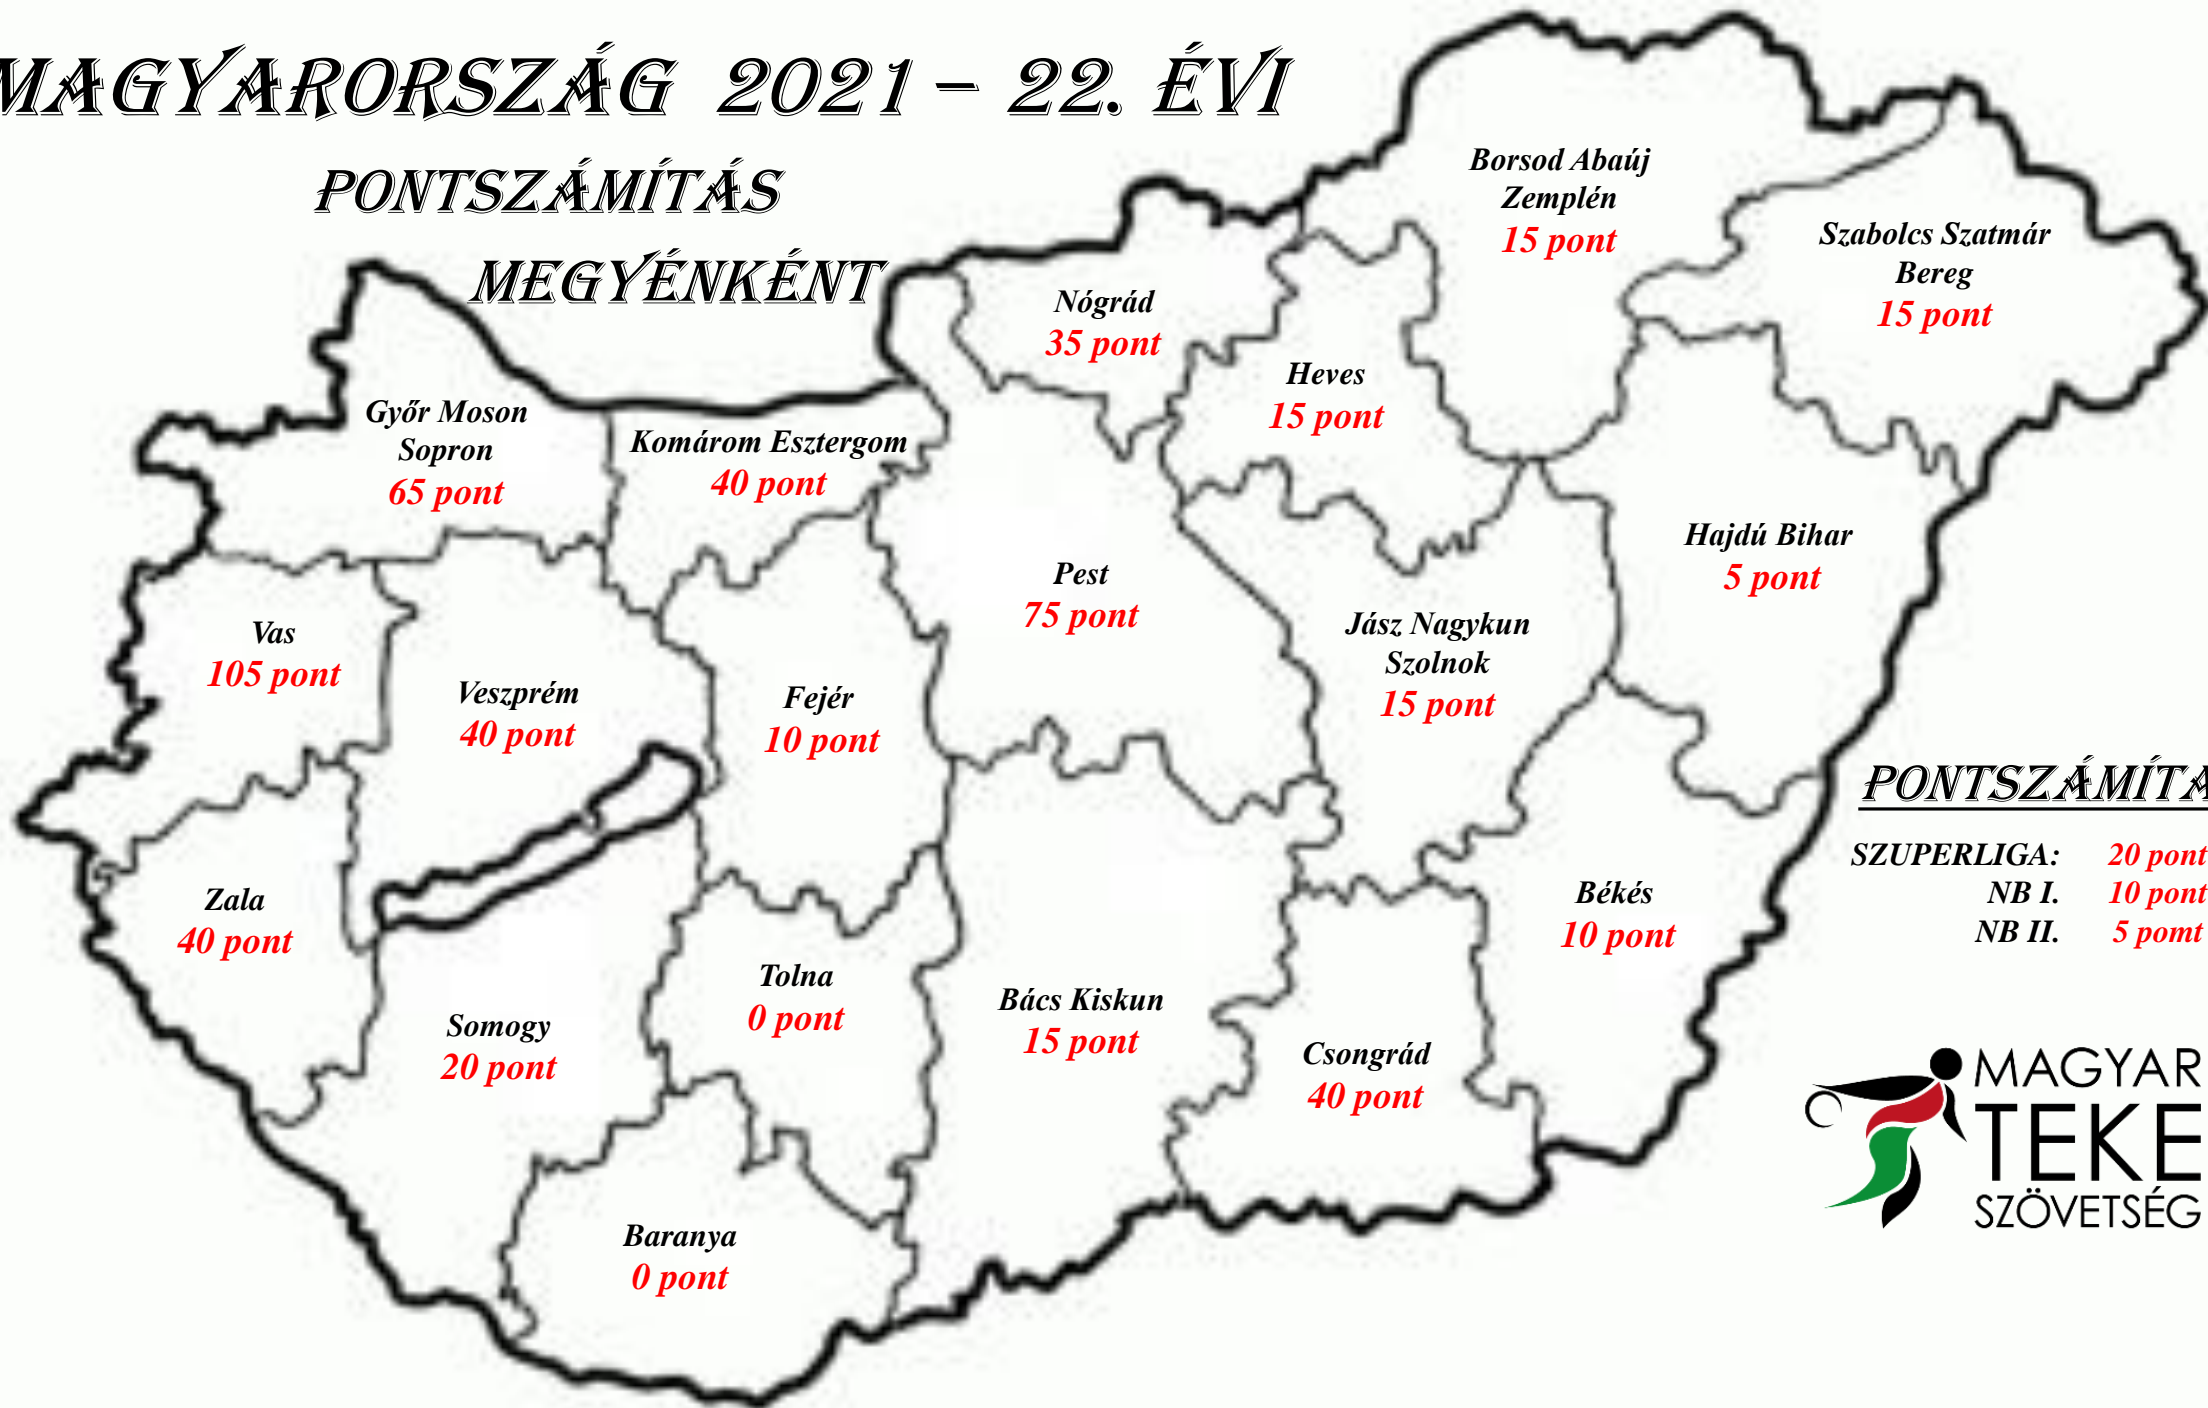 MAGYARORSZÁG 2021 – 22. ÉVI
PONTSZÁMÍTÁS
MEGYÉNKÉNT
Borsod Abaúj
Zemplén
15 pont
Szabolcs Szatmár
Bereg
15 pont
Nógrád
35 pont
Heves
15 pont
Győr Moson
Sopron
65 pont
Komárom Esztergom
40 pont
Hajdú Bihar
5 pont
Pest
75 pont
Jász Nagykun
Szolnok
15 pont
Vas
105 pont
Veszprém
40 pont
Fejér
10 pont
Zala
40 pont
Somogy
20 pont
Tolna
0 pont
Bács Kiskun
15 pont
Csongrád
40 pont
Békés
10 pont
Baranya
0 pont
PONTSZÁMÍTÁ
SZUPERLIGA: 20 pont
NB I. 10 pont
NB II. 5 pomt
MAGYAR
TEKE
SZÖVETSÉG